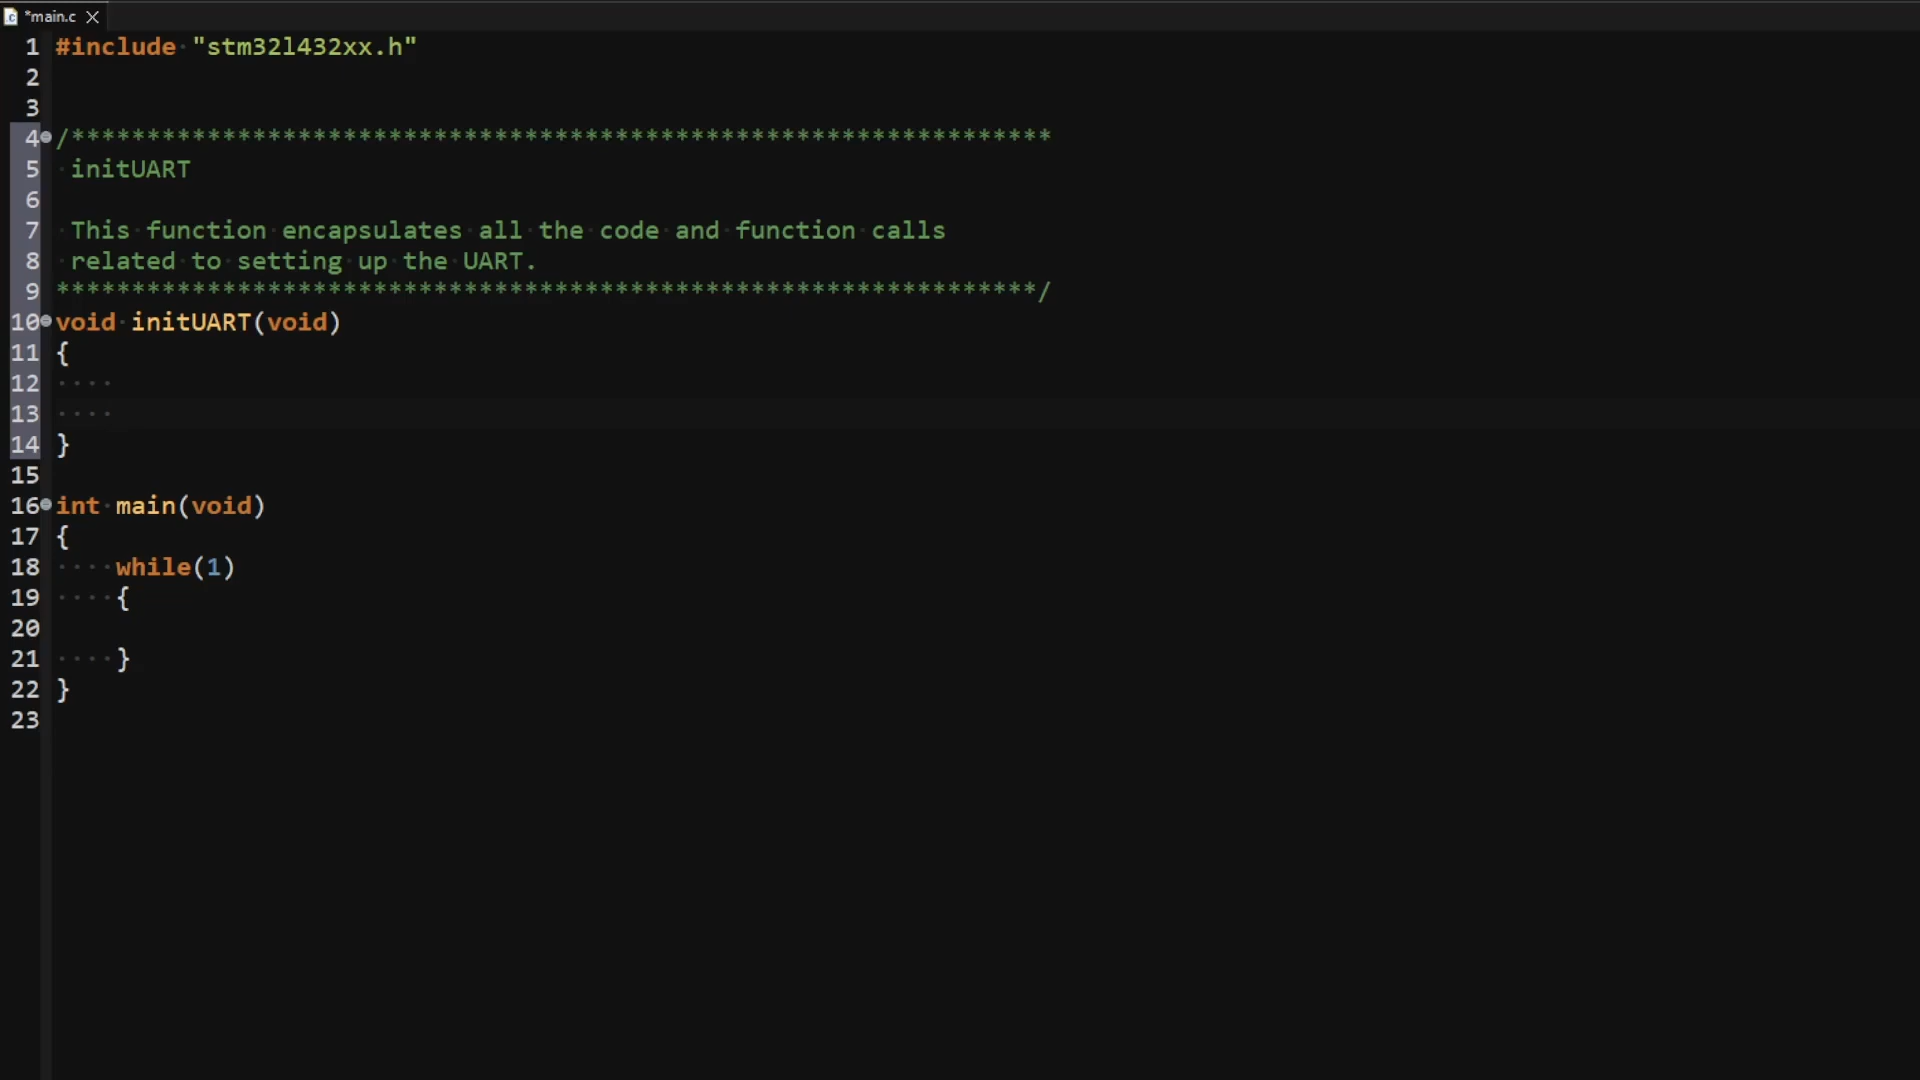 *main.c
1 #include "stm32l432xx.h"
2
3
4 /*****************************************************************
5 initUART
6
7 This function encapsulates all the code and function calls
8 related to setting up the UART.
9 *****************************************************************/
10 void initUART(void)
11 {
12
13
14 }
15
16 int main(void)
17 {
18 while(1)
19 {
20
21 }
22 }
23